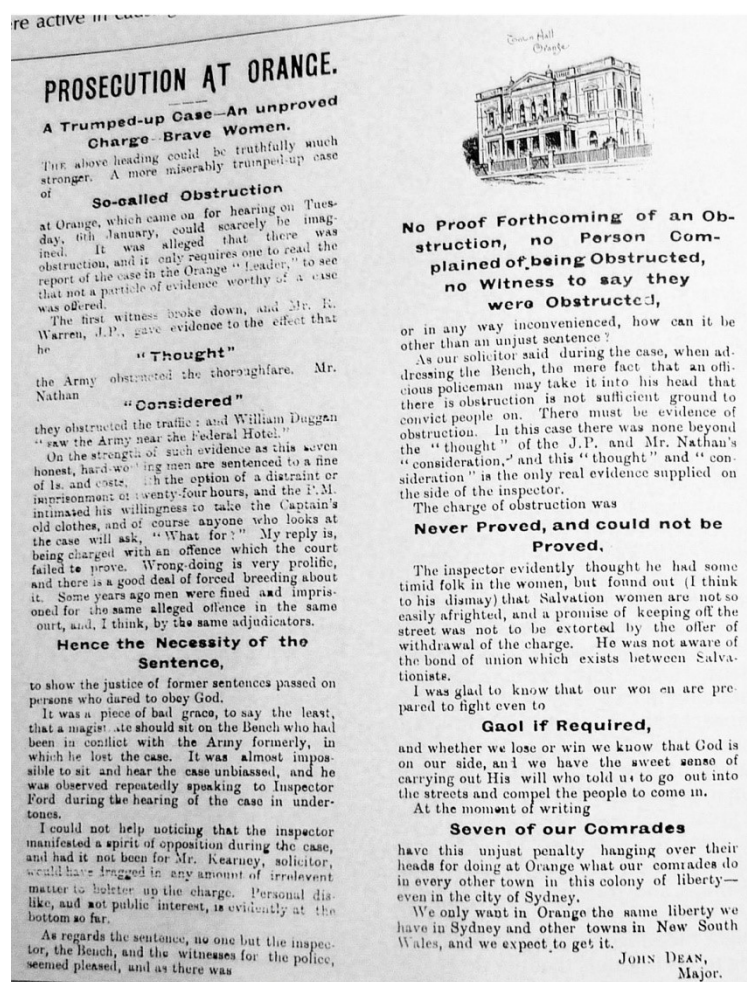 re active in
PROSECUTION AT ORANGE.
A Trumped-up Case—An unproved
Charge—Brave Women.
THE above heading could be truthfully much
stronger. A more miserably trumped-up case
of
So-called Obstruction
at Orange, which came on for hearing on Tues-
day, 6th January, could scarcely be imag-
ined. It was alleged that there was
obstruction, and it only requires one to read the
report of the case in the Orange "Leader," to see
that not a particle of evidence worthy of a case
was offered.
The first witness broke down, and Mr. R.
Warren, J.P., gave evidence to the effect that
he
"Thought"
the Army obstructed the thoroughfare. Mr.
Nathan
"Considered"
they obstructed the traffic; and William Duggan
"saw the Army near the Federal Hotel."
On the strength of such evidence as this seven
honest, hard-wo ing men are sentenced to a fine
of 1s. and costs, th the option of a distraint or
imprisonment of twenty-four hours, and the P.M.
intimated his willingness to take the Captain's
old clothes, and of course anyone who looks at
the case will ask, "What for?" My reply is,
being charged with an offence which the court
failed to prove. Wrong-doing is very prolific,
and there is a good deal of forced breeding about
it. Some years ago men were fined and impris-
oned for the same alleged offence in the same
ourt, and, I think, by the same adjudicators.
Hence the Necessity of the
Sentence,
to show the justice of former sentences passed on
persons who dared to obey God.
It was a piece of bad grace, to say the least,
that a magist ate should sit on the Bench who had
been in conflict with the Army formerly, in
which he lost the case. It was almost impos-
sible to sit and hear the case unbiassed, and he
was observed repeatedly speaking to Inspector
Ford during the hearing of the case in under-
tones.
I could not help noticing that the inspector
manifested a spirit of opposition during the case,
and had it not been for Mr. Kearney, solicitor,
would have dragged in any amount of irrelevent
matter to bolster up the charge. Personal dis-
like, and not public interest, is evidently at the
bottom so far.
As regards the sentence, no one but the inspec-
tor, the Bench, and the witnesses for the police,
seemed pleased, and as there was
Town Hall
Orange
No Proof Forthcoming of an Ob-
struction, no Person Com-
plained of being Obstructed,
no Witness to say they
were Obstructed,
or in any way inconvenienced, how can it be
other than an unjust sentence?
As our solicitor said during the case, when ad-
dressing the Bench, the mere fact that an offi-
cious policeman may take it into his head that
there is obstruction is not sufficient ground to
convict people on. There must be evidence of
obstruction. In this case there was none beyond
the "thought" of the J.P. and Mr. Nathan's
"consideration," and this "thought" and "con-
sideration" is the only real evidence supplied on
the side of the inspector.
The charge of obstruction was
Never Proved, and could not be
Proved.
The inspector evidently thought he had some
timid folk in the women, but found out (I think
to his dismay) that Salvation women are not so
easily afrighted, and a promise of keeping off the
street was not to be extorted by the offer of
withdrawal of the charge. He was not aware of
the bond of union which exists between Salva-
tionists.
I was glad to know that our wo en are pre-
pared to fight even to
Gaol if Required,
and whether we lose or win we know that God is
on our side, and we have the sweet sense of
carrying out His will who told us to go out into
the streets and compel the people to come in.
At the moment of writing
Seven of our Comrades
have this unjust penalty hanging over their
heads for doing at Orange what our comrades do
in every other town in this colony of liberty—
even in the city of Sydney.
We only want in Orange the same liberty we
have in Sydney and other towns in New South
Wales, and we expect to get it.
JOHN DEAN,
Major.